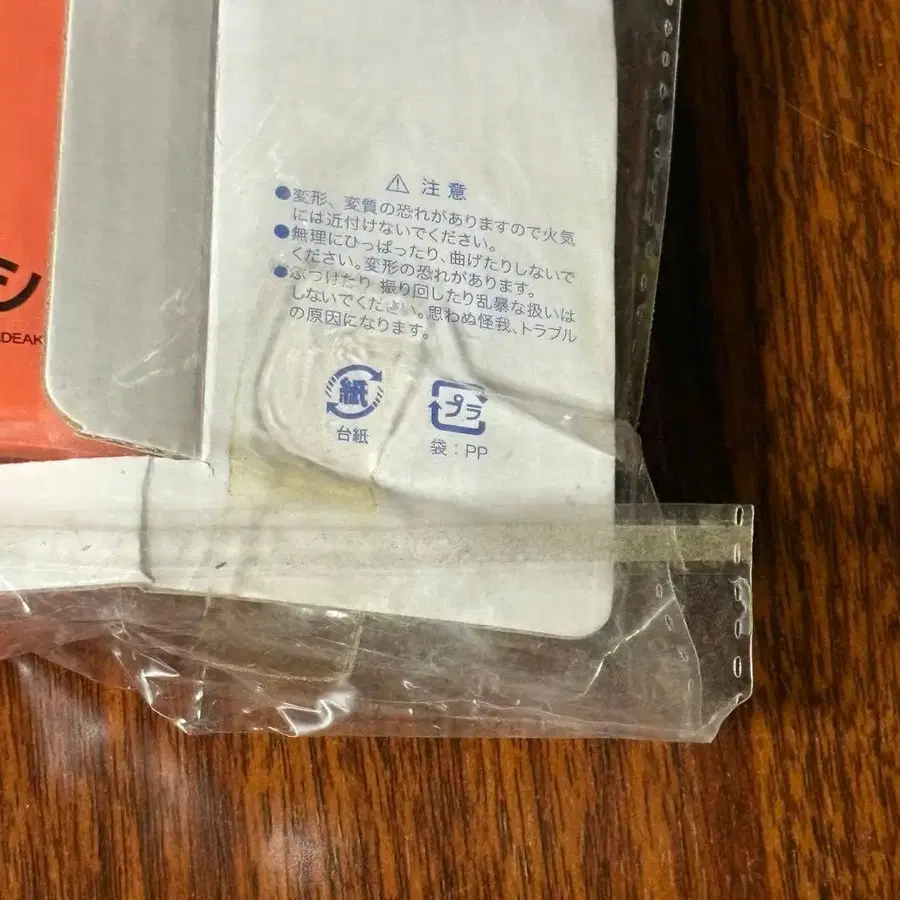 ⚠ 注意
●変形、変質の恐れがありますので火気
には近付けないでください。
●無理にひっぱったり、曲げたりしないで
ください。変形の恐れがあります。
●ぶつけたり 振り回したり乱暴な扱いは
しないでください。思わぬ怪我、トラブル
の原因になります。
紙
プラ
台紙
袋：PP
DEAK